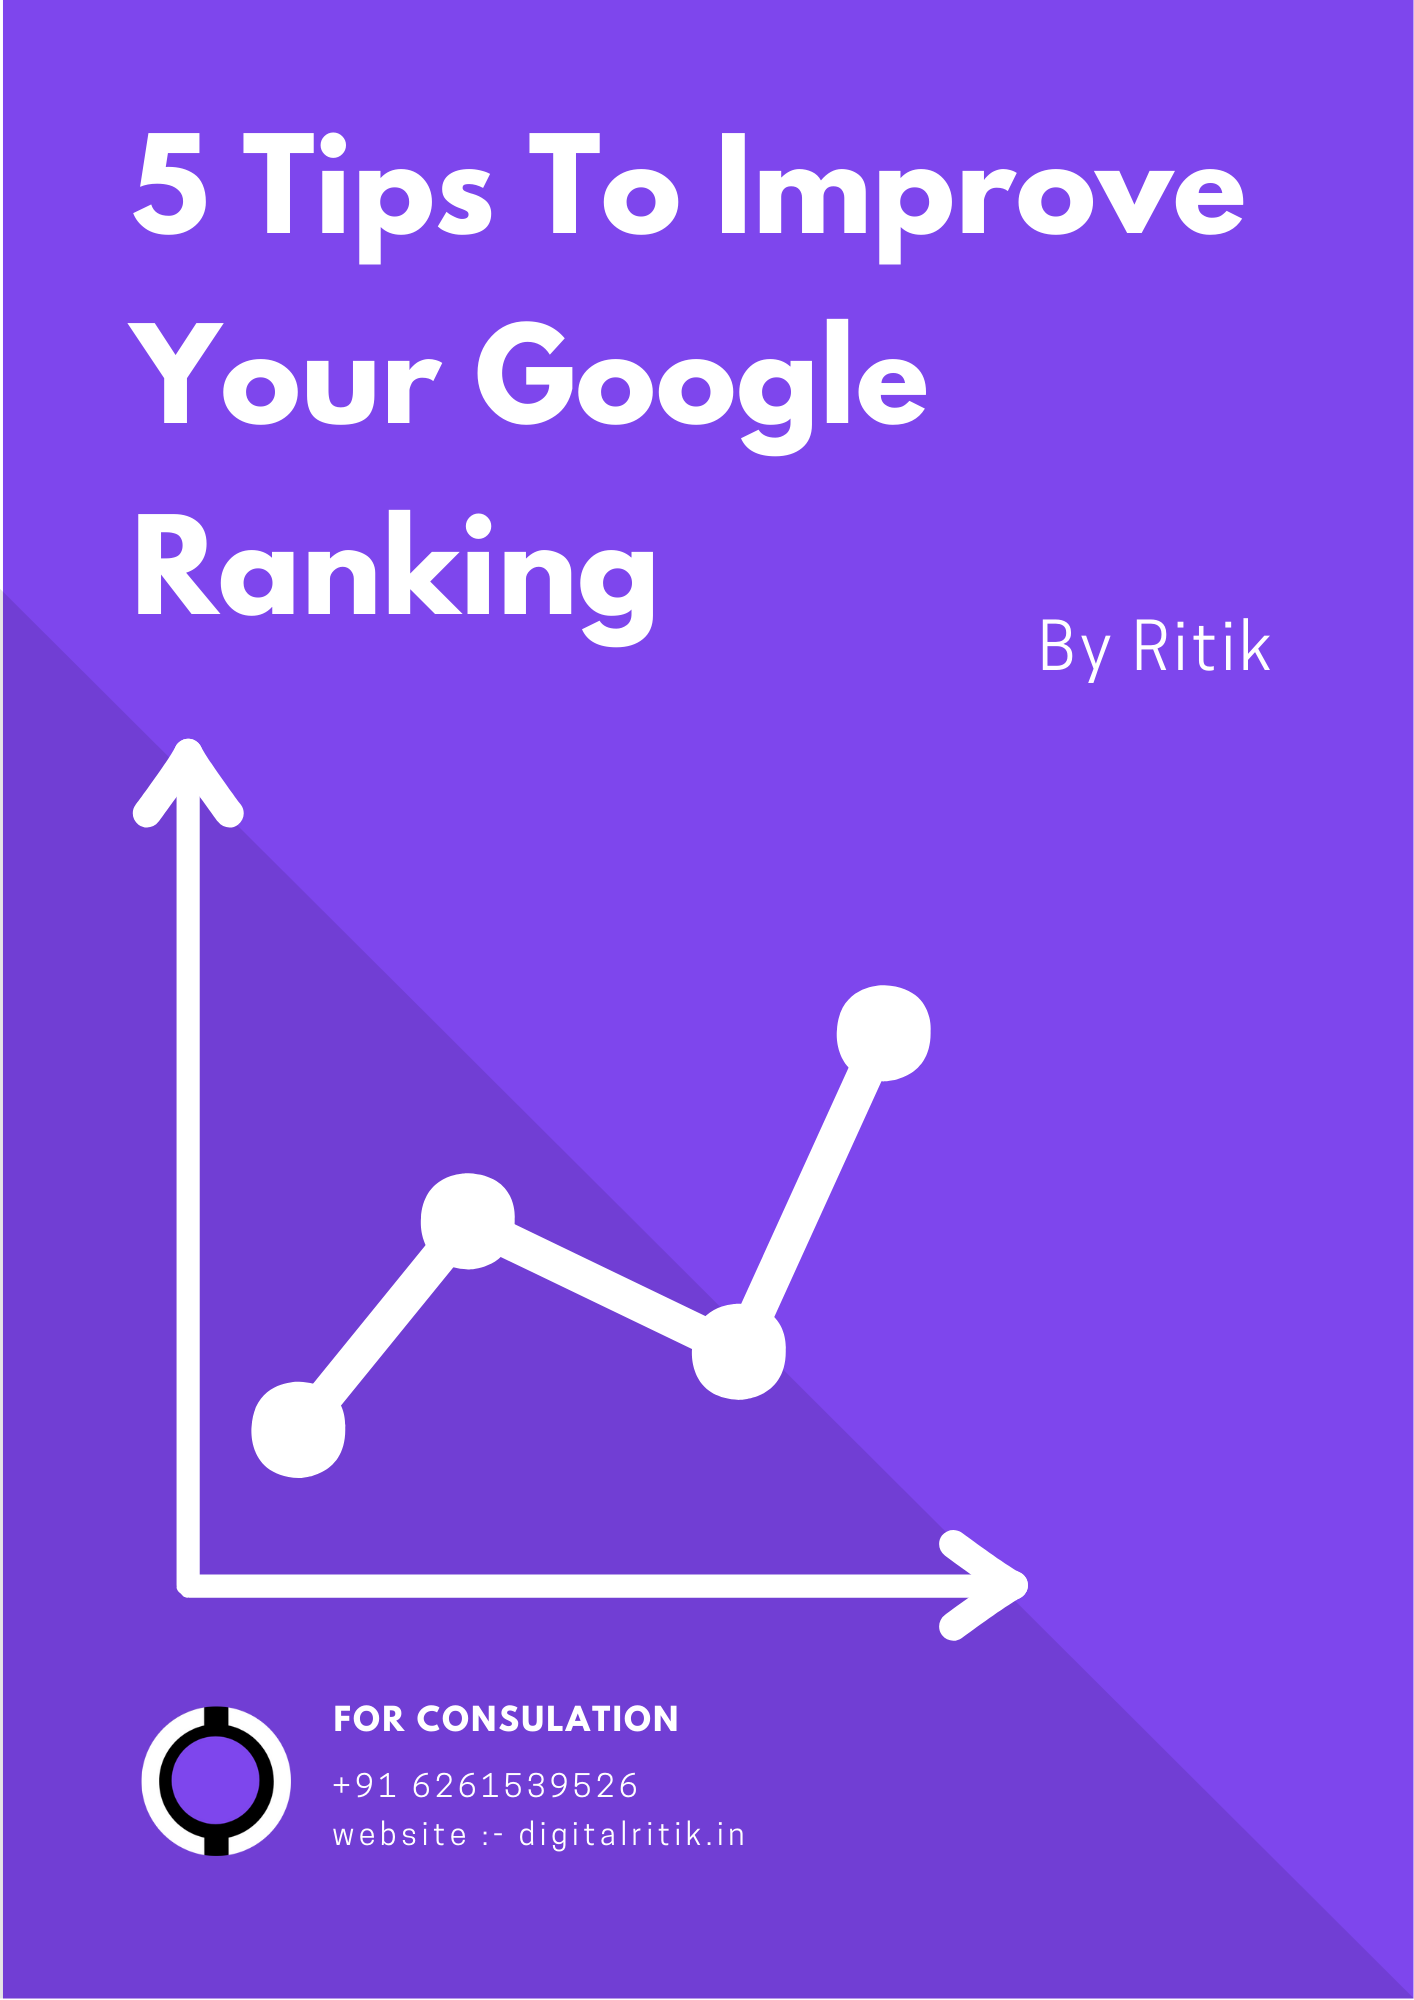 5 Tips To Improve
Your Google
Ranking
By Ritik
FOR CONSULATION
+91 6261539526
website :- digitalritik.in